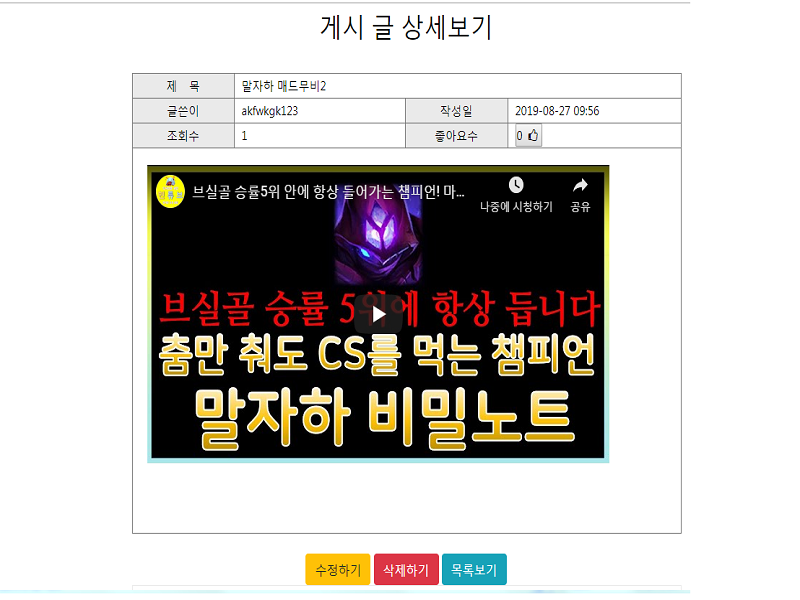 게시 글 상세보기
제 목 말자하 매드무비2
글쓴이 akfwkgk123 작성일 2019-08-27 09:56
조회수 1 좋아요수 0
브실골 승률5위 안에 항상 들어가는 챔피언! 마...
나중에 시청하기 공유
브실골 승률 5위에 항상 듭니다
춤만 춰도 CS를 먹는 챔피언
말자하 비밀노트
수정하기 삭제하기 목록보기